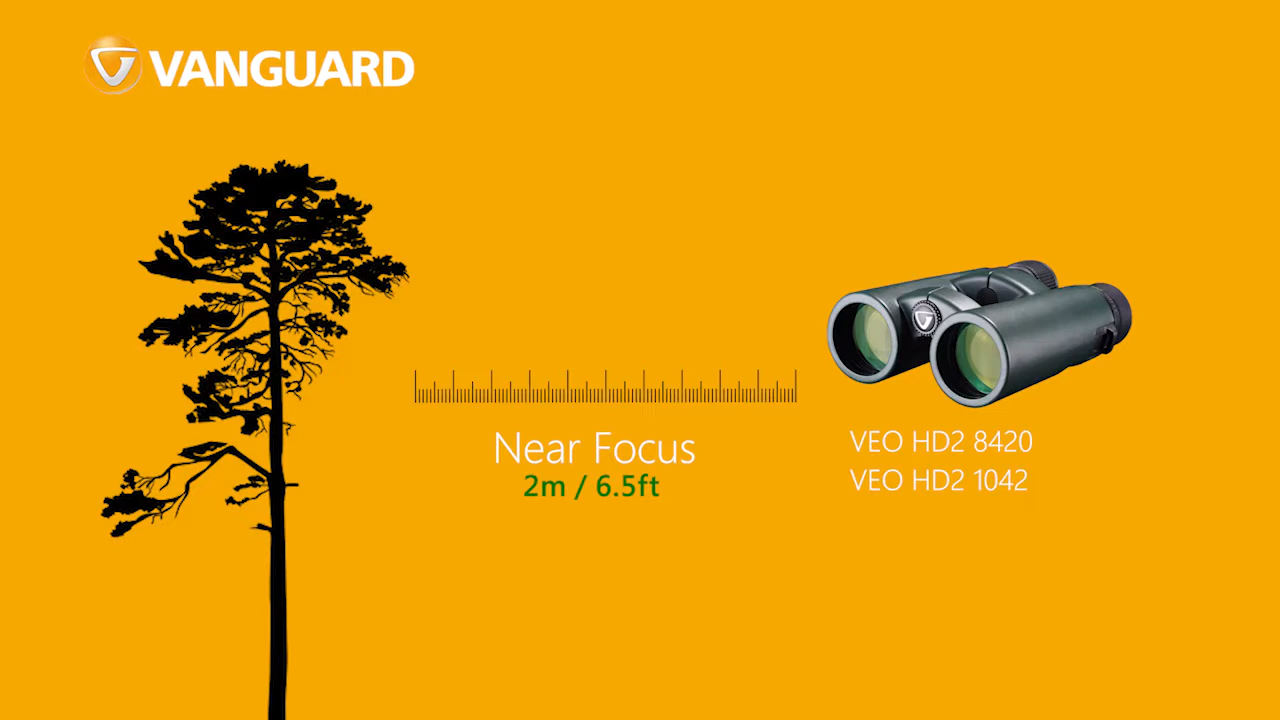 VANGUARD
Near Focus
2m / 6.5ft
VEO HD2 8420
VEO HD2 1042